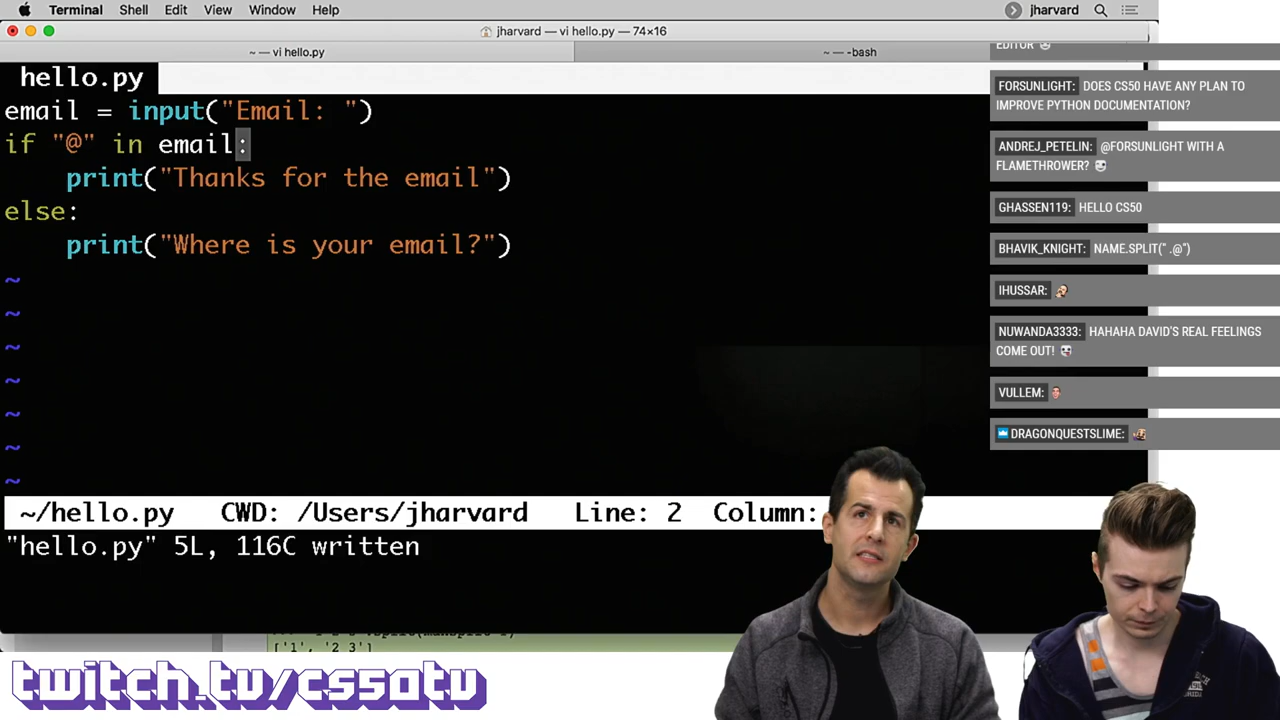 Terminal Shell Edit View Window Help jharvard
jharvard — vi hello.py — 74×16
~ — vi hello.py
~ — -bash
hello.py
email = input("Email: ")
if "@" in email:
print("Thanks for the email")
else:
print("Where is your email?")
~
~
~
~
~
~
~
~/hello.py CWD: /Users/jharvard Line: 2 Column:
"hello.py" 5L, 116C written
['1', '2 3']
twitch.tv/cs50tv
EDITOR
FORSUNLIGHT: DOES CS50 HAVE ANY PLAN TO
IMPROVE PYTHON DOCUMENTATION?
ANDREJ_PETELIN: @FORSUNLIGHT WITH A
FLAMETHROWER?
GHASSEN119: HELLO CS50
BHAVIK_KNIGHT: NAME.SPLIT(" .@")
IHUSSAR:
NUWANDA3333: HAHAHA DAVID'S REAL FEELINGS
COME OUT!
VULLEM:
DRAGONQUESTSLIME: